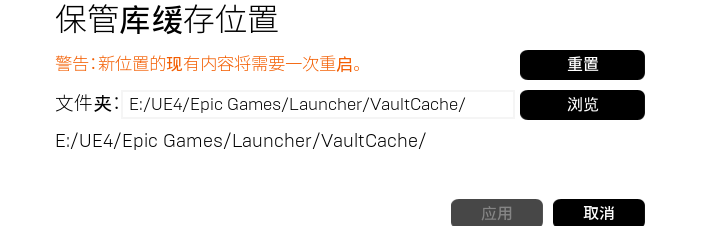 保管库缓存位置
警告：新位置的现有内容将需要一次重启。
重置
文件夹：
E:/UE4/Epic Games/Launcher/VaultCache/
浏览
E:/UE4/Epic Games/Launcher/VaultCache/
应用
取消